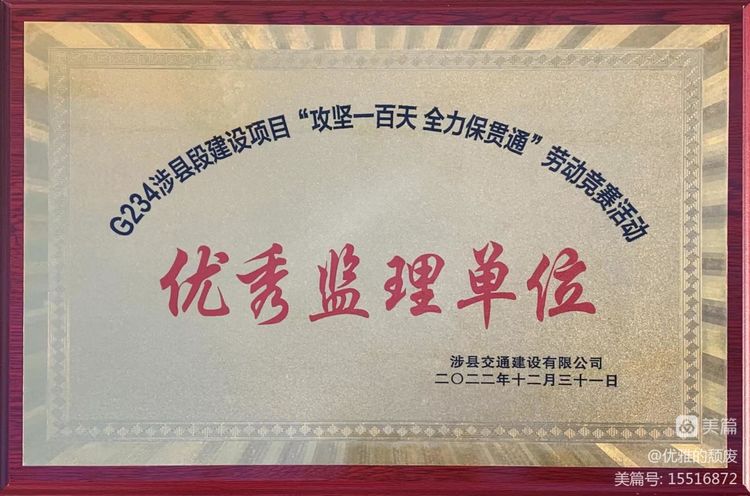 G234涉县段建设项目“攻坚一百天 全力保贯通”劳动竞赛活动
优秀监理单位
涉县交通建设有限公司
二〇二二年十二月三十一日
美篇
@优雅的颓废
美篇号: 15516872